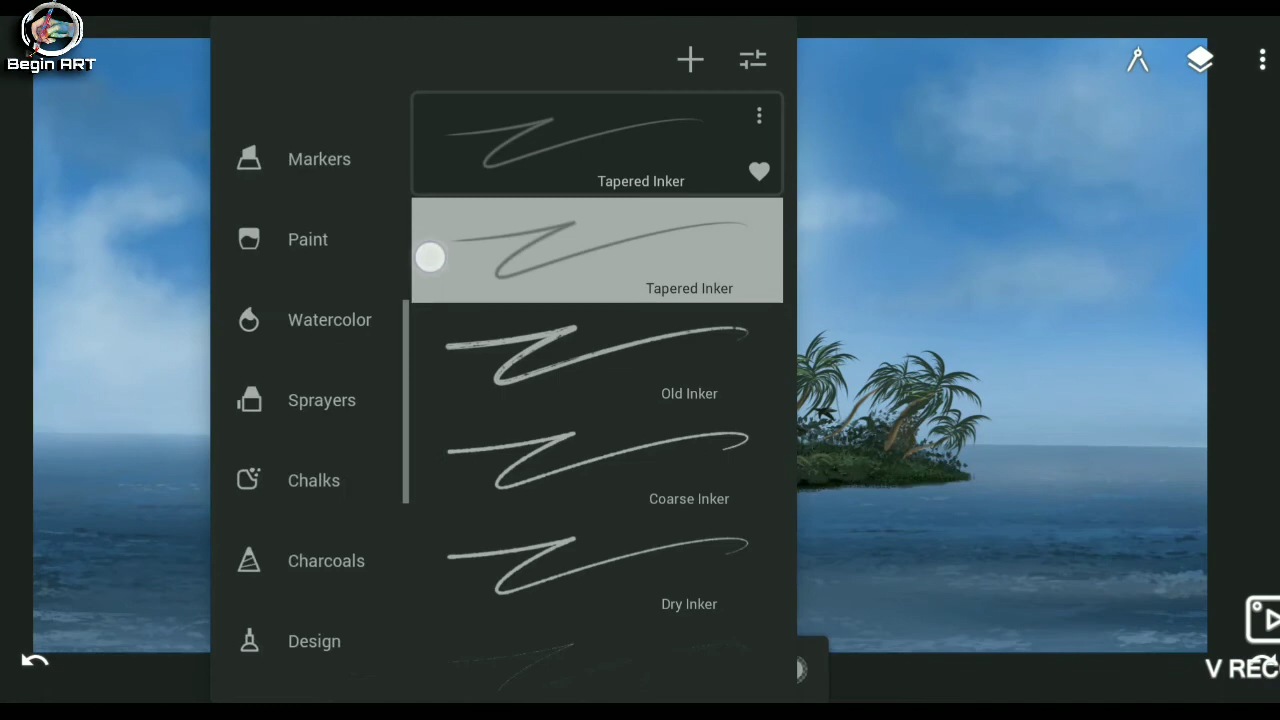 Begin ART
Tapered Inker
Markers
Paint
Tapered Inker
Watercolor
Old Inker
Sprayers
Coarse Inker
Chalks
Charcoals
Dry Inker
Design
V REC